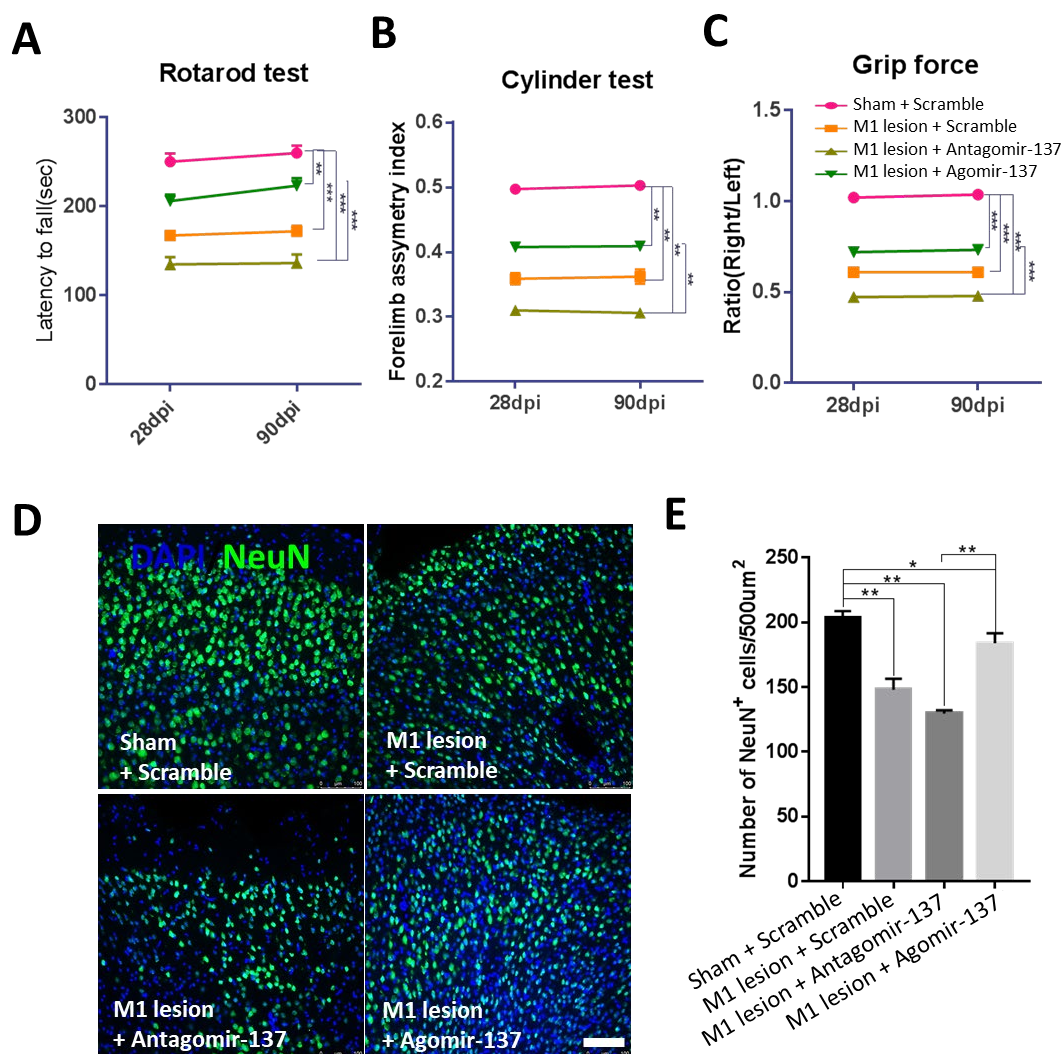 A
Rotarod test
Latency to fall(sec)
300
200
100
0
28dpi
90dpi
**
***
***
***
B
Cylinder test
Forelimb assymetry index
0.6
0.5
0.4
0.3
0.2
28dpi
90dpi
**
**
**
**
C
Grip force
Ratio(Right/Left)
1.5
1.0
0.5
0.0
28dpi
90dpi
Sham + Scramble
M1 lesion + Scramble
M1 lesion + Antagomir-137
M1 lesion + Agomir-137
***
***
***
***
D
DAPI NeuN
Sham
+ Scramble
M1 lesion
+ Scramble
M1 lesion
+ Antagomir-137
M1 lesion
+ Agomir-137
E
Number of NeuN+ cells/500um2
250
200
150
100
50
0
**
*
**
**
Sham + Scramble
M1 lesion + Scramble
M1 lesion + Antagomir-137
M1 lesion + Agomir-137